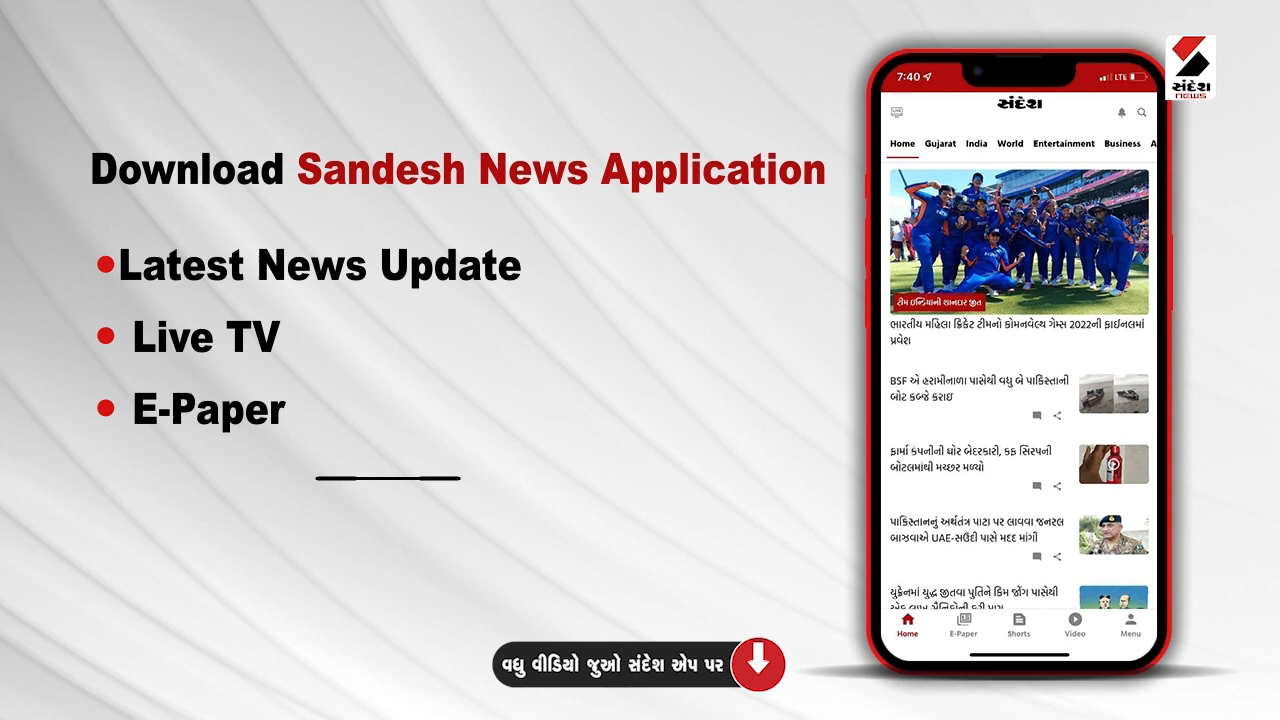 Download Sandesh News Application
•Latest News Update
• Live TV
• E-Paper
વધુ વીડિયો જુઓ સંદેશ એપ પર
સંદેશ
NEWS
7:40
LTE
LIVE
સંદેશ
Home Gujarat India World Entertainment Business A
ટીમ ઇન્ડિયાની શાનદાર જીત
ભારતીય મહિલા ક્રિકેટ ટીમનો કોમનવેલ્થ ગેમ્સ 2022ની ફાઈનલમાં
પ્રવેશ
BSF એ હરામીનાળા પાસેથી વધુ બે પાકિસ્તાની
બોટ કબ્જે કરાઇ
ફાર્મા કંપનીની ઘોર બેદરકારી, કફ સિરપની
બોટલમાંથી મચ્છર મળ્યો
પાકિસ્તાનનું અર્થતંત્ર પાટા પર લાવવા જનરલ
બાઝવાએ UAE-સઉદી પાસે મદદ માંગી
યુક્રેનમાં યુદ્ધ જીતવા પુતિને કિમ જોંગ પાસેથી
Home E-Paper Shorts Video Menu